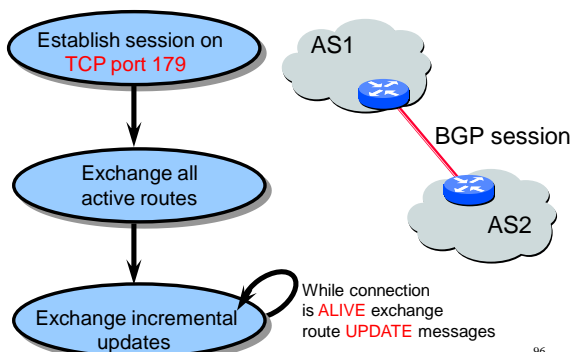 Establish session on
TCP port 179
AS1
BGP session
Exchange all
active routes
AS2
Exchange incremental
updates
While connection
is ALIVE exchange
route UPDATE messages
96